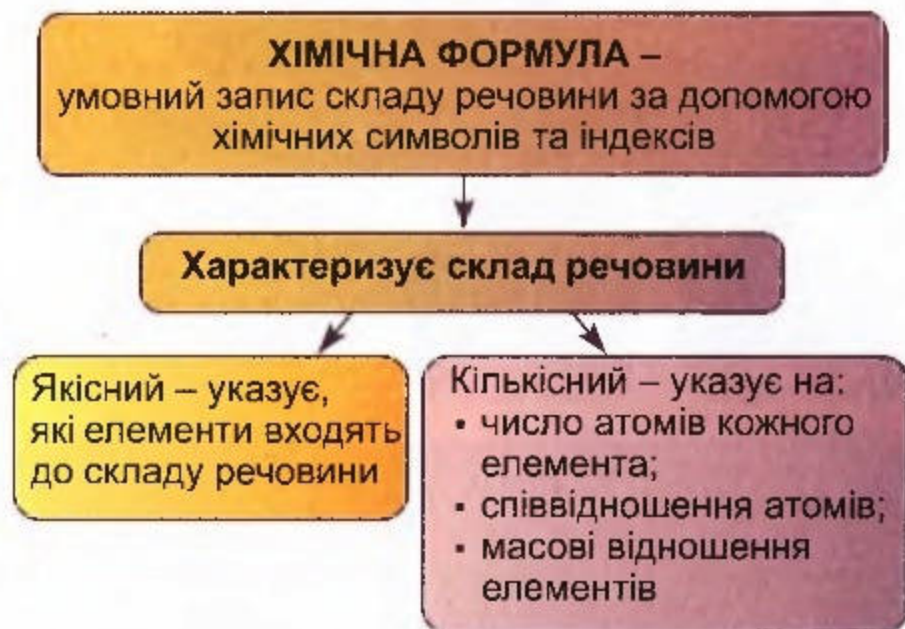 ХІМІЧНА ФОРМУЛА –
умовний запис складу речовини за допомогою
хімічних символів та індексів
Характеризує склад речовини
Якісний – указує,
які елементи входять
до складу речовини
Кількісний – указує на:
▪ число атомів кожного
елемента;
▪ співвідношення атомів;
▪ масові відношення
елементів